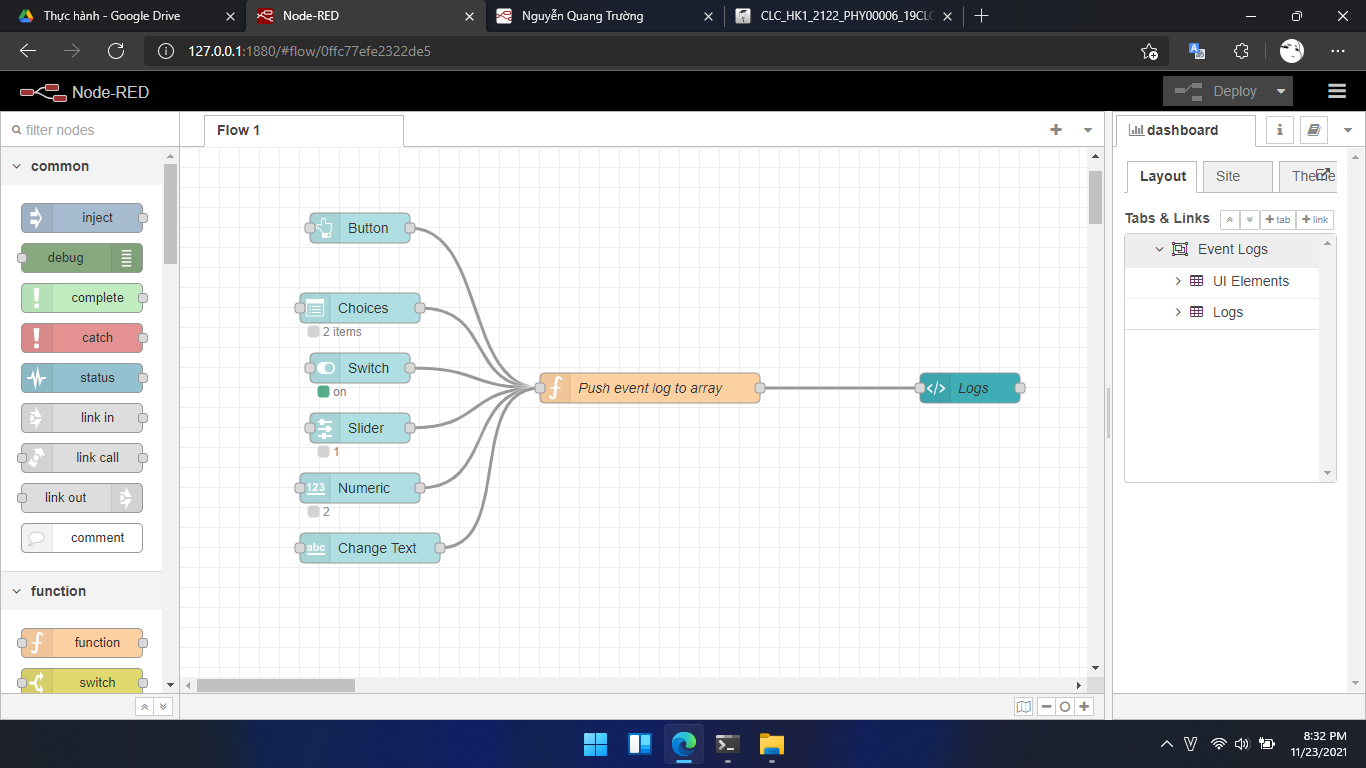 Thực hành - Google Drive
Node-RED
Nguyễn Quang Trường
CLC_HK1_2122_PHY00006_19CLC
127.0.0.1:1880/#flow/0ffc77efe2322de5
Node-RED
Deploy
filter nodes
common
inject
debug
complete
catch
status
link in
link call
link out
comment
function
function
switch
Flow 1
Button
Choices
2 items
Switch
on
Slider
1
123
Numeric
2
abc
Change Text
Push event log to array
Logs
dashboard
i
Layout
Site
Theme
Tabs & Links
tab
link
Event Logs
UI Elements
Logs
8:32 PM
11/23/2021